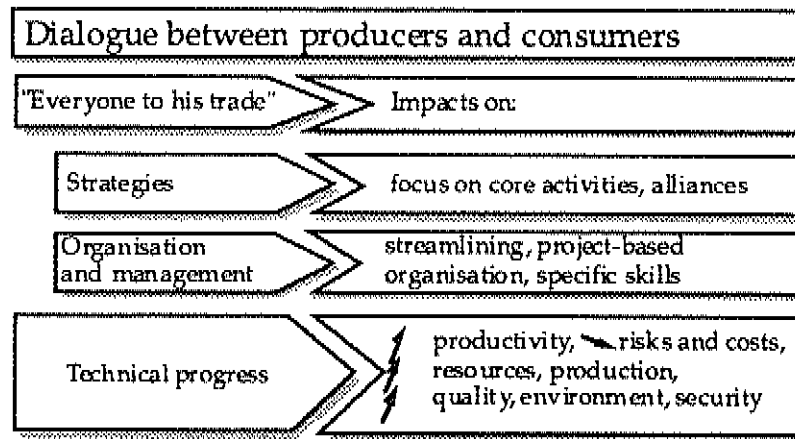 Dialogue between producers and consumers
"Everyone to his trade"
Impacts on:
Strategies
focus on core activities, alliances
Organisation
and management
streamlining, project-based
organisation, specific skills
Technical progress
productivity, risks and costs,
resources, production,
quality, environment, security